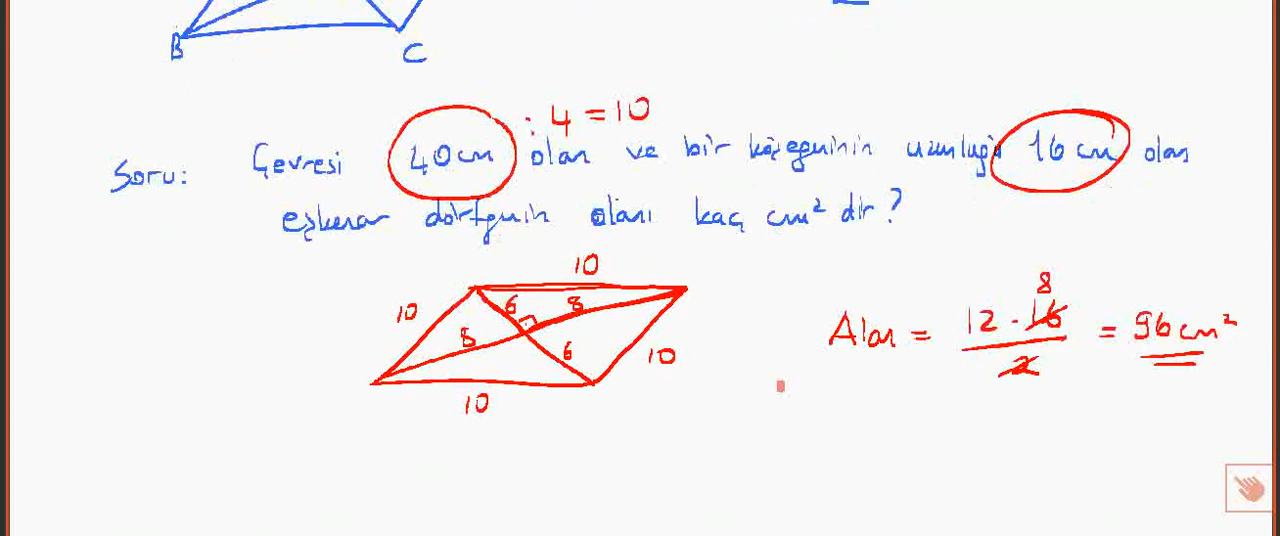 B
C
: 4 = 10
Soru: Çevresi 40 cm olan ve bir köşegeninin uzunluğu 16 cm olan
eşkenar dörtgenin alanı kaç cm² dir?
10
10
6
8
8
6
10
10
8
Alan = 12 · 16 / 2 = 96 cm²